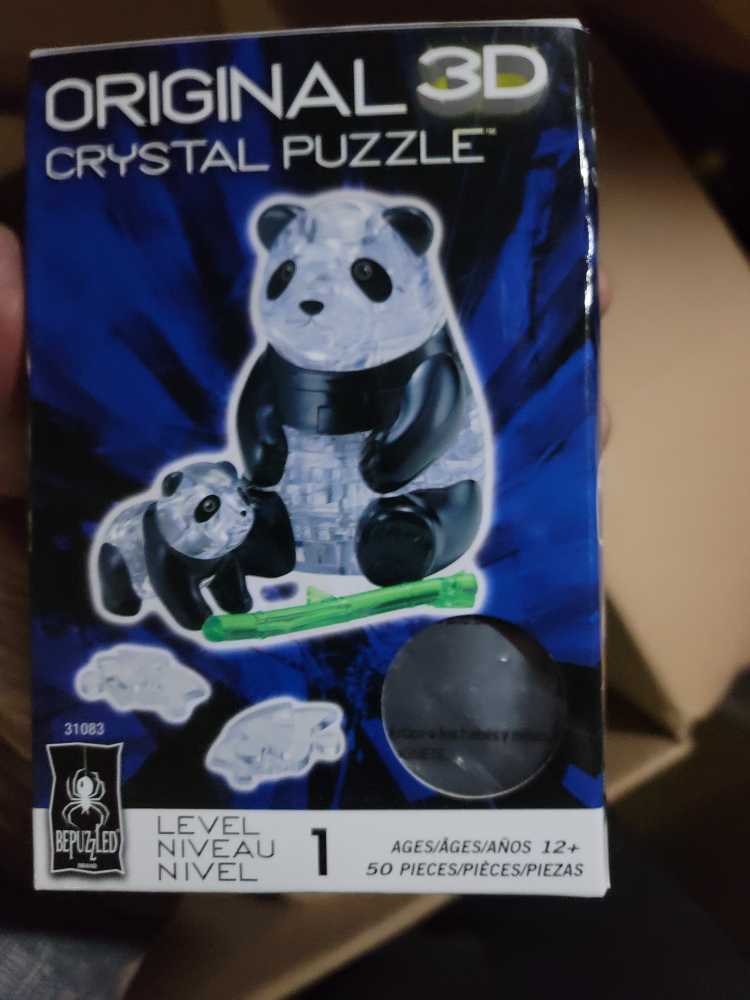 ORIGINAL 3D
CRYSTAL PUZZLE™
31083
BEPUZZLED
LEVEL
NIVEAU
NIVEL
1
AGES/ÂGES/AÑOS 12+
50 PIECES/PIÈCES/PIEZAS